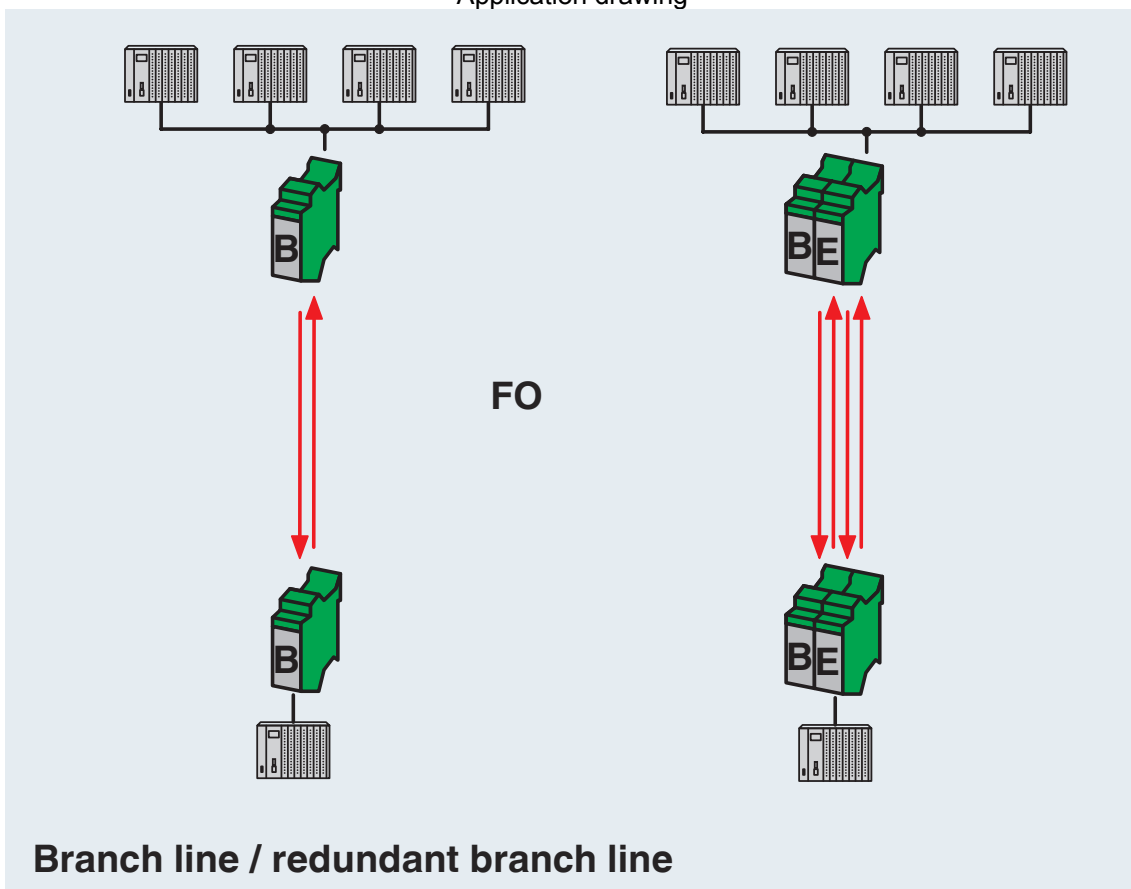 Application drawing
B
B E
FO
B
B E
Branch line / redundant branch line